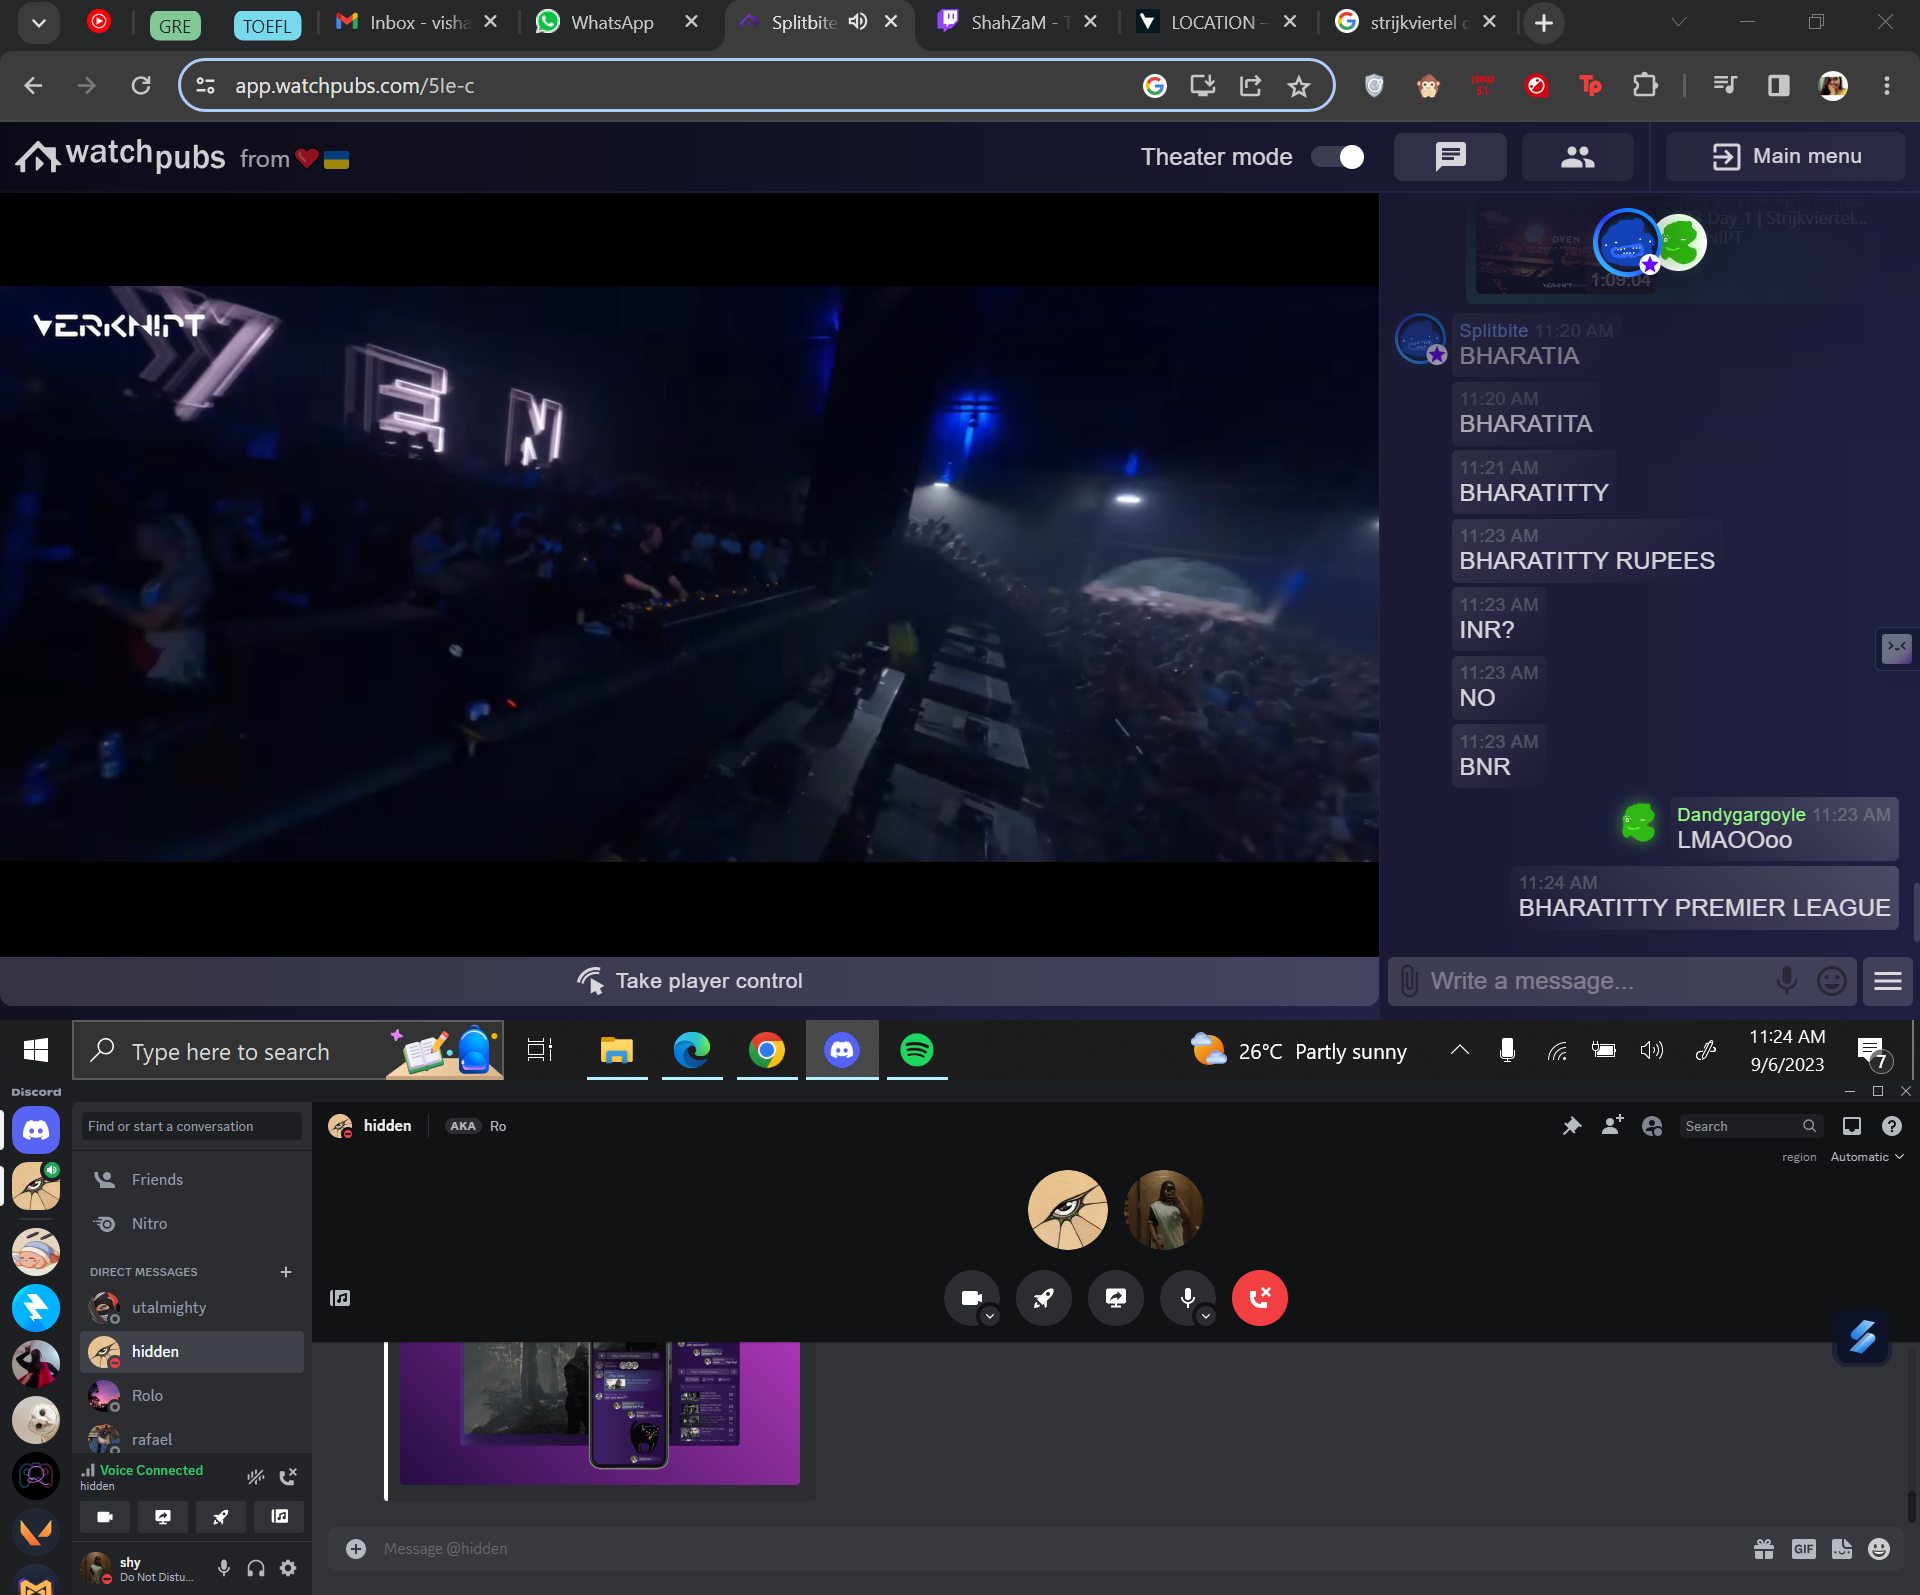 GRE
TOEFL
Inbox - visha
WhatsApp
Splitbite
ShahZaM - T
LOCATION -
strijkviertel d
app.watchpubs.com/5le-c
Tp
watchpubs from
Theater mode
Main menu
VERKNIPT
EN
Day 1 | Strijkviertel...
DYEN
1:09:04
Splitbite 11:20 AM
BHARATIA
11:20 AM
BHARATITA
11:21 AM
BHARATITTY
11:23 AM
BHARATITTY RUPEES
11:23 AM
INR?
11:23 AM
NO
11:23 AM
BNR
Dandygargoyle 11:23 AM
LMAOOoo
11:24 AM
BHARATITTY PREMIER LEAGUE
Take player control
Write a message...
Type here to search
26°C Partly sunny
11:24 AM
9/6/2023
7
Discord
Find or start a conversation
hidden
AKA Ro
Search
region Automatic
Friends
Nitro
DIRECT MESSAGES
utalmighty
hidden
Rolo
rafael
Voice Connected
hidden
shy
Do Not Distu...
Message @hidden
GIF